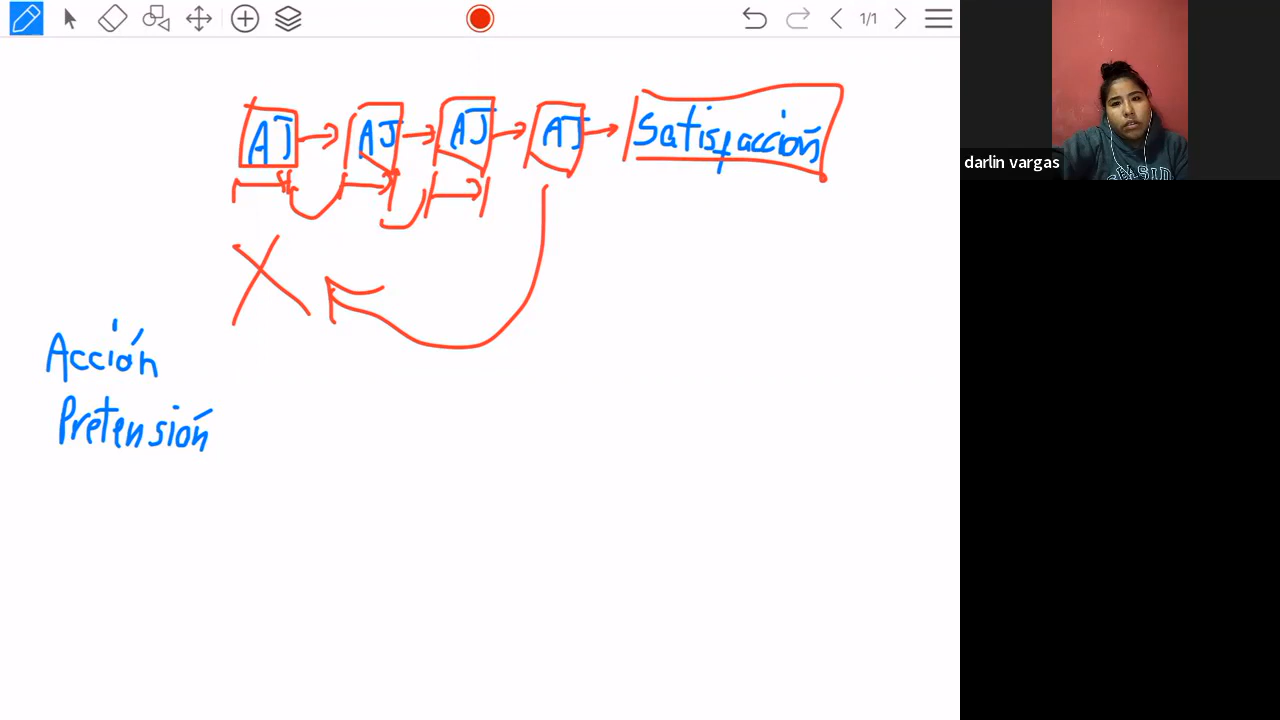 1/1
AJ AJ AJ AJ Satisfacción
Acción
Pretensión
darlin vargas